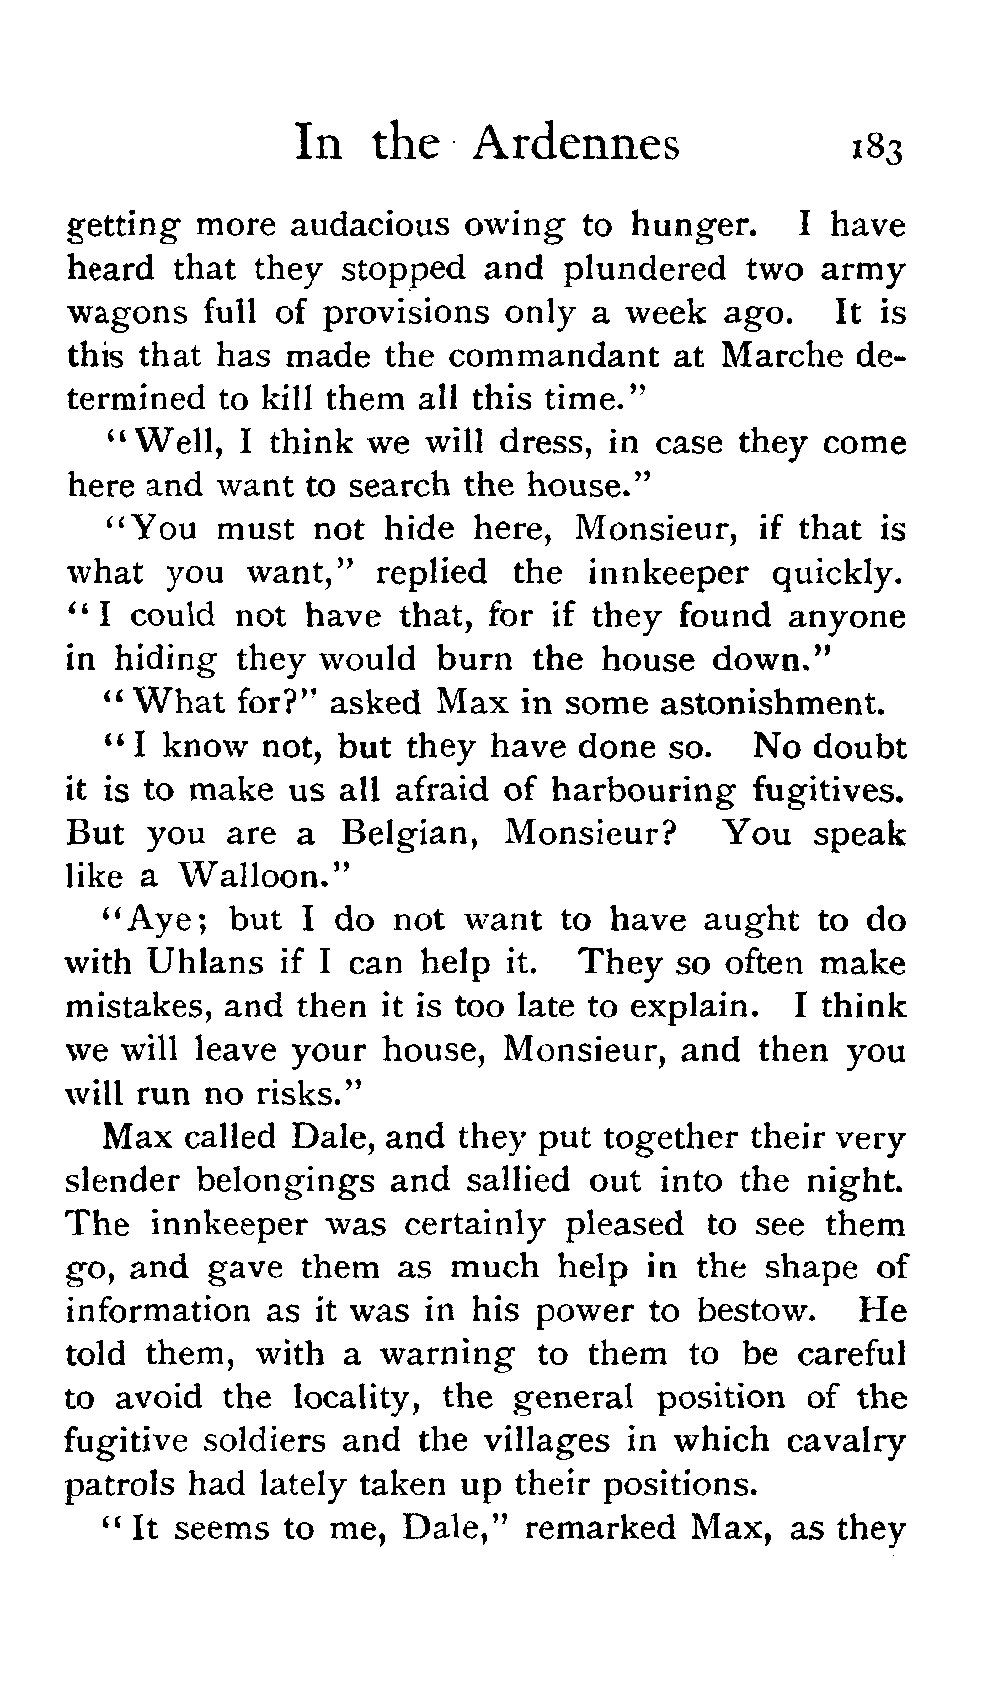 In the Ardennes 183
getting more audacious owing to hunger. I have
heard that they stopped and plundered two army
wagons full of provisions only a week ago. It is
this that has made the commandant at Marche de-
termined to kill them all this time."
"Well, I think we will dress, in case they come
here and want to search the house."
"You must not hide here, Monsieur, if that is
what you want," replied the innkeeper quickly.
"I could not have that, for if they found anyone
in hiding they would burn the house down."
"What for?" asked Max in some astonishment.
"I know not, but they have done so. No doubt
it is to make us all afraid of harbouring fugitives.
But you are a Belgian, Monsieur? You speak
like a Walloon."
"Aye; but I do not want to have aught to do
with Uhlans if I can help it. They so often make
mistakes, and then it is too late to explain. I think
we will leave your house, Monsieur, and then you
will run no risks."
Max called Dale, and they put together their very
slender belongings and sallied out into the night.
The innkeeper was certainly pleased to see them
go, and gave them as much help in the shape of
information as it was in his power to bestow. He
told them, with a warning to them to be careful
to avoid the locality, the general position of the
fugitive soldiers and the villages in which cavalry
patrols had lately taken up their positions.
"It seems to me, Dale," remarked Max, as they